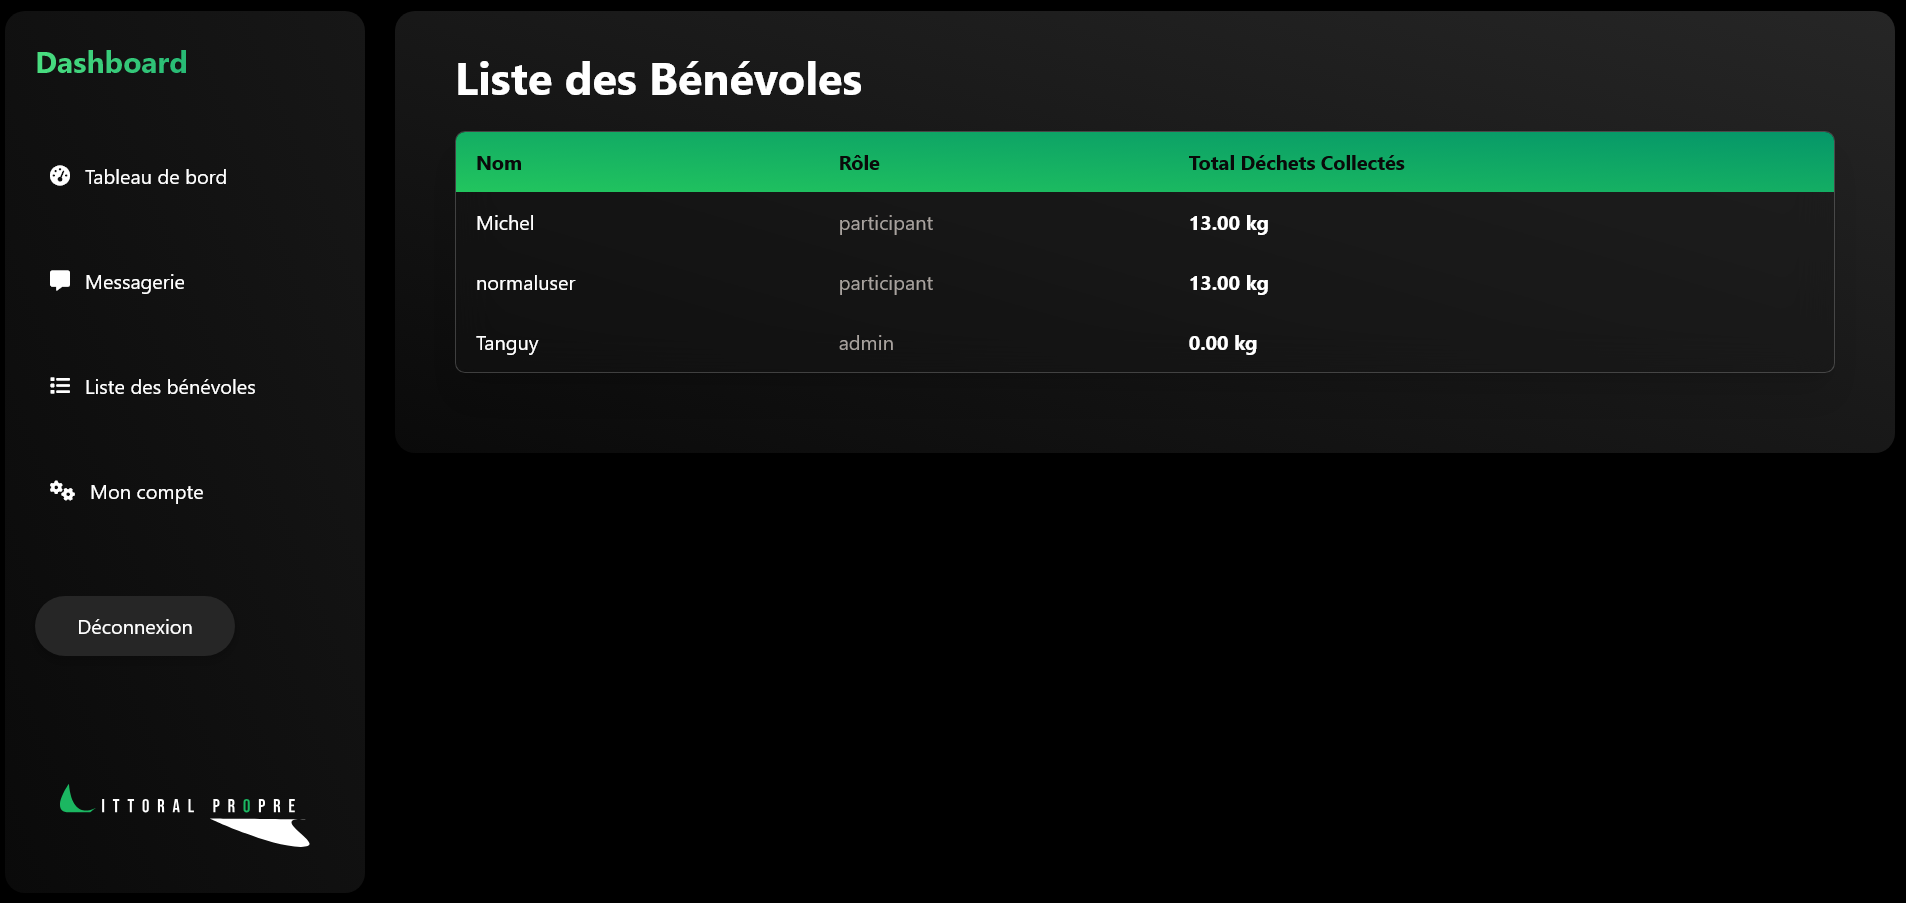 Dashboard
Tableau de bord
Messagerie
Liste des bénévoles
Mon compte
Déconnexion
LITTORAL PROPRE
Liste des Bénévoles
Nom Rôle Total Déchets Collectés
Michel participant 13.00 kg
normaluser participant 13.00 kg
Tanguy admin 0.00 kg